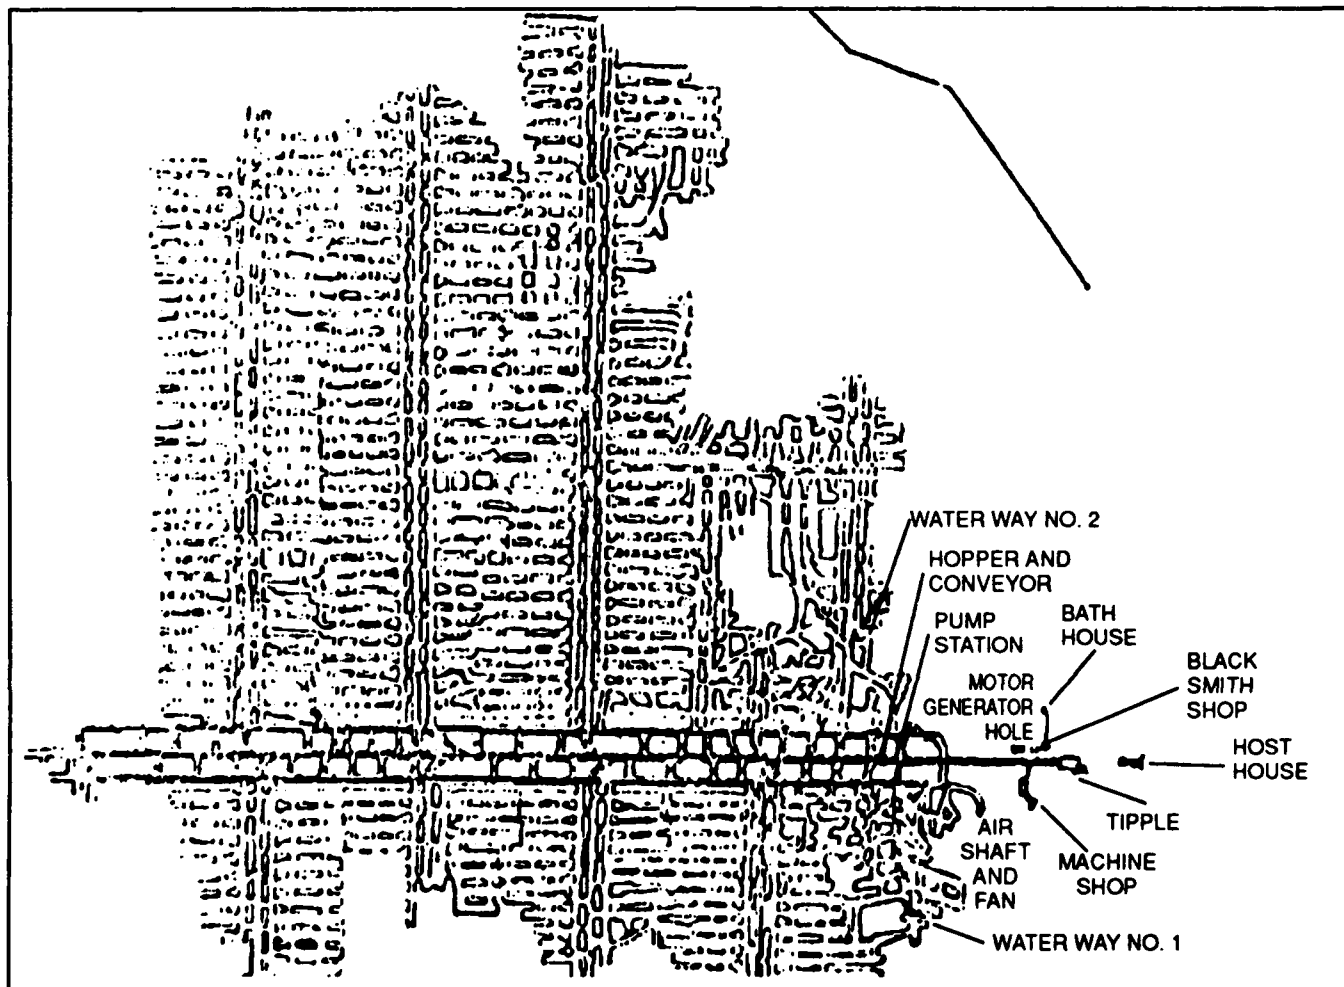 WATER WAY NO. 2
HOPPER AND
CONVEYOR
PUMP
STATION
BATH
HOUSE
MOTOR
GENERATOR
HOLE
BLACK
SMITH
SHOP
HOST
HOUSE
TIPPLE
AIR
SHAFT
AND
FAN
MACHINE
SHOP
WATER WAY NO. 1